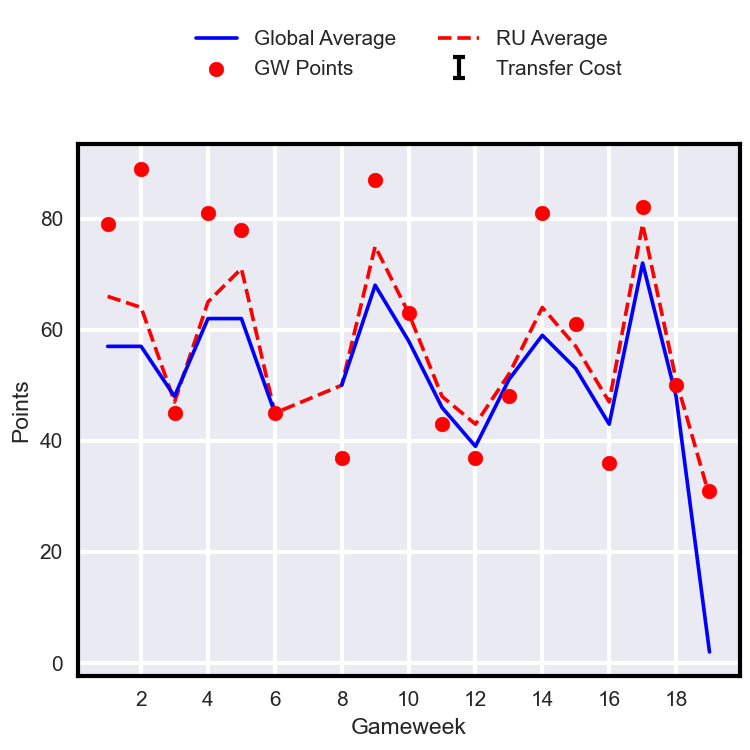 Global Average
RU Average
GW Points
Transfer Cost
80
60
40
20
0
Points
2 4 6 8 10 12 14 16 18
Gameweek